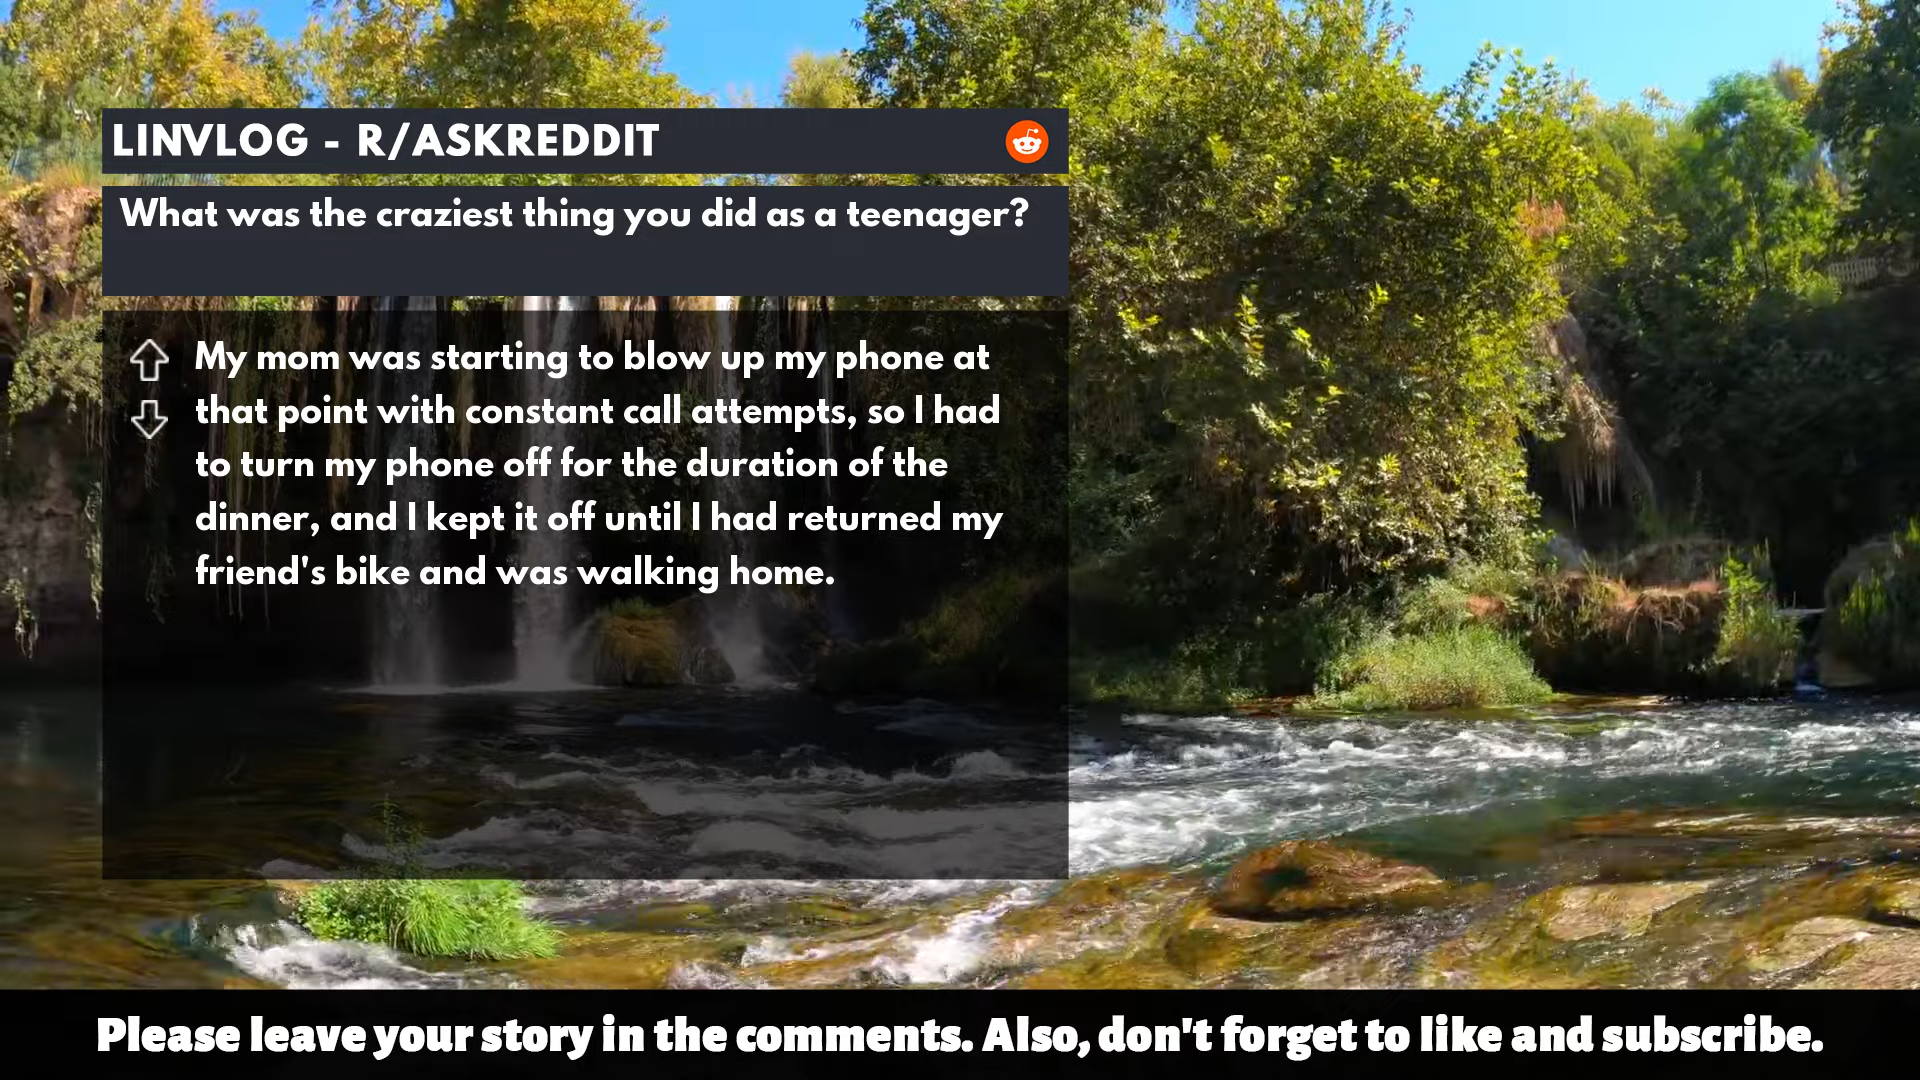 LINVLOG - R/ASKREDDIT
What was the craziest thing you did as a teenager?
My mom was starting to blow up my phone at
that point with constant call attempts, so I had
to turn my phone off for the duration of the
dinner, and I kept it off until I had returned my
friend's bike and was walking home.
Please leave your story in the comments. Also, don't forget to like and subscribe.